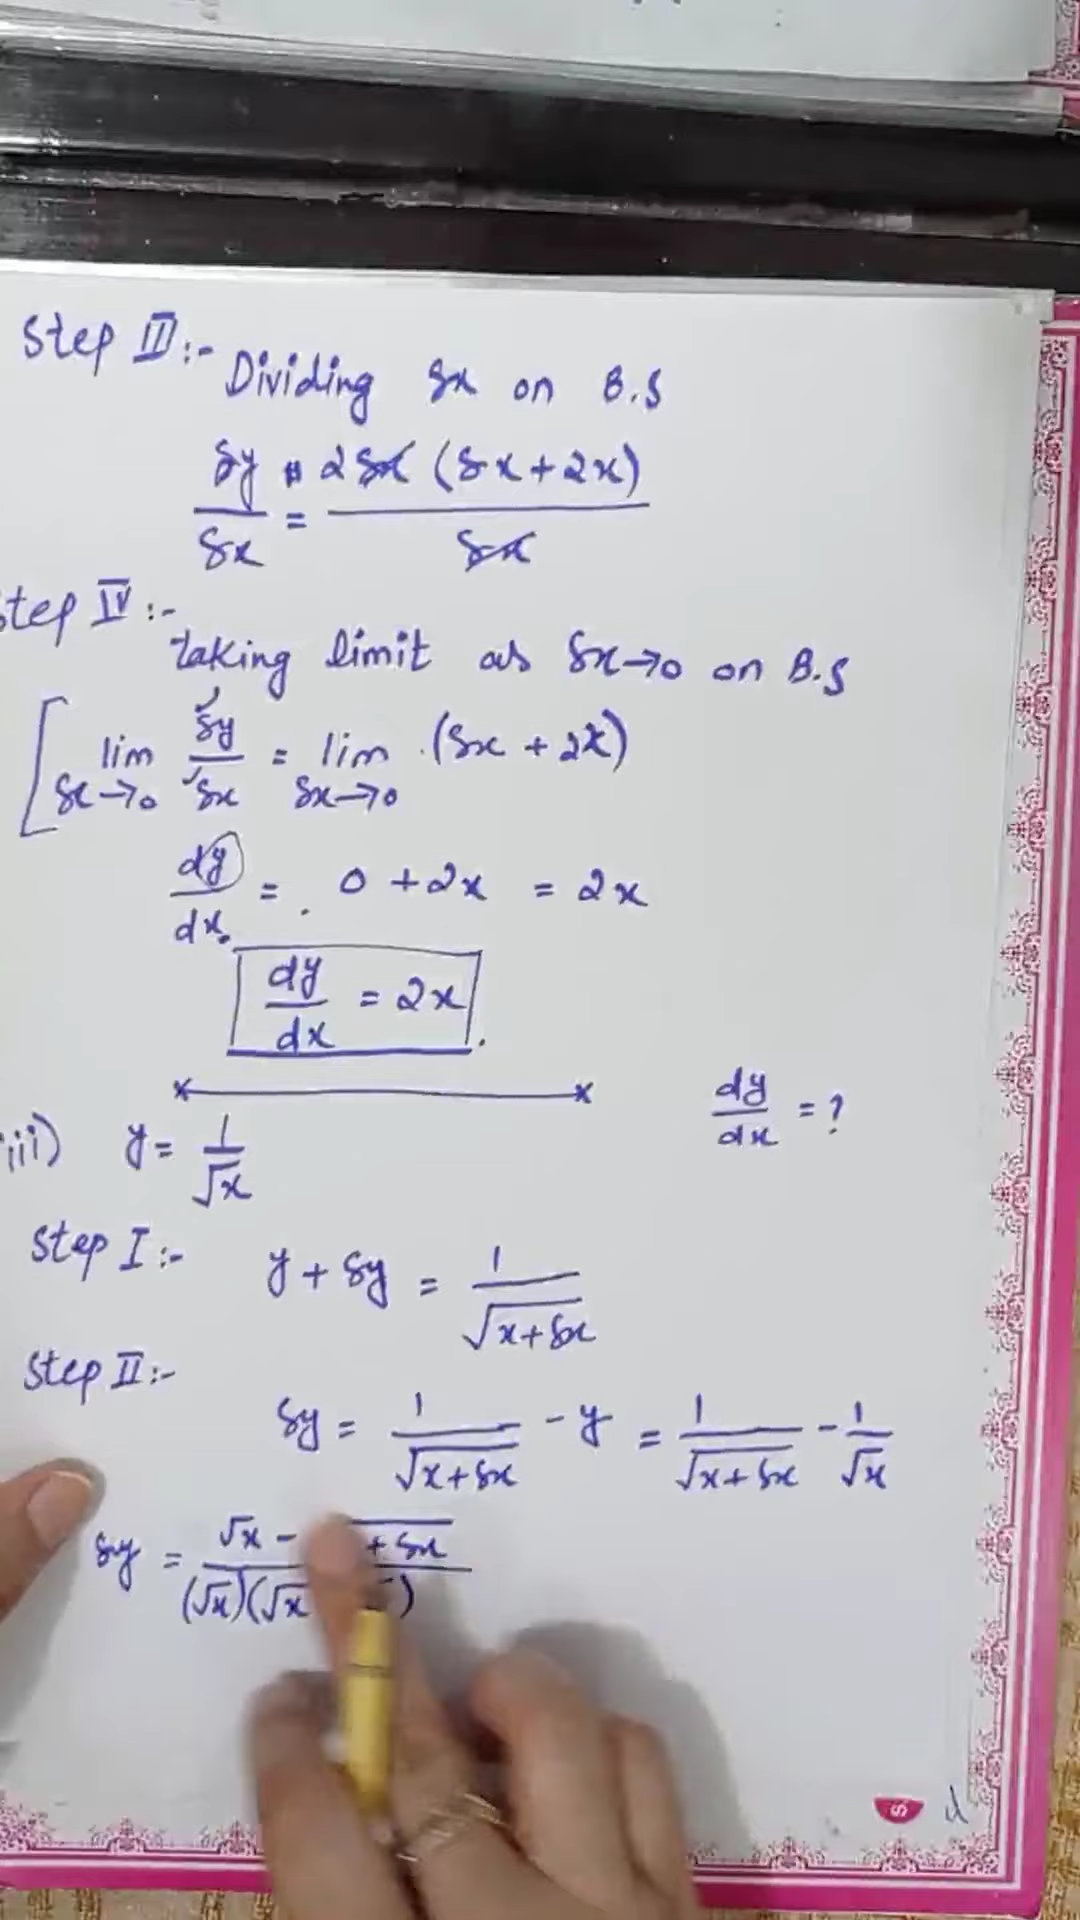 Step III:- Dividing δx on B.S
δy/δx = 2δx (δx+2x)/δx
Step IV:-
taking limit as δx→0 on B.S
lim δx→0 δy/δx = lim δx→0 (δx + 2x)
dy/dx = 0 + 2x = 2x
dy/dx = 2x
dy/dx = ?
iii) y = 1/√x
Step I:- y + δy = 1/√x+δx
Step II:-
δy = 1/√x+δx - y = 1/√x+δx - 1/√x
δy = √x - + δx/(√x)(√x )